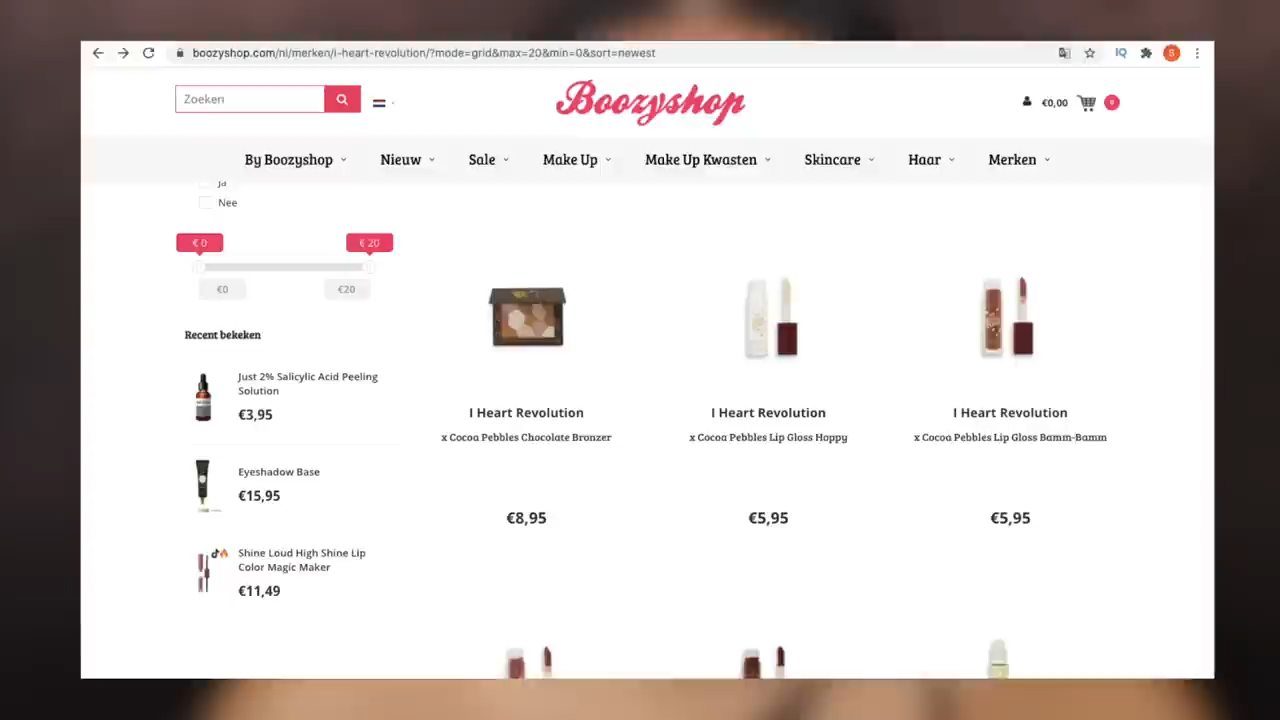 boozyshop.com/nl/merken/i-heart-revolution/?mode=grid&max=20&min=0&sort=newest
IQ
S
Zoeken
Boozyshop
€0,00
0
By Boozyshop
Nieuw
Sale
Make Up
Make Up Kwasten
Skincare
Haar
Merken
Ja
Nee
€ 0
€ 20
€0
€20
Recent bekeken
Just 2% Salicylic Acid Peeling
Solution
€3,95
Eyeshadow Base
€15,95
Shine Loud High Shine Lip
Color Magic Maker
€11,49
I Heart Revolution
x Cocoa Pebbles Chocolate Bronzer
€8,95
I Heart Revolution
x Cocoa Pebbles Lip Gloss Hoppy
€5,95
I Heart Revolution
x Cocoa Pebbles Lip Gloss Bamm-Bamm
€5,95